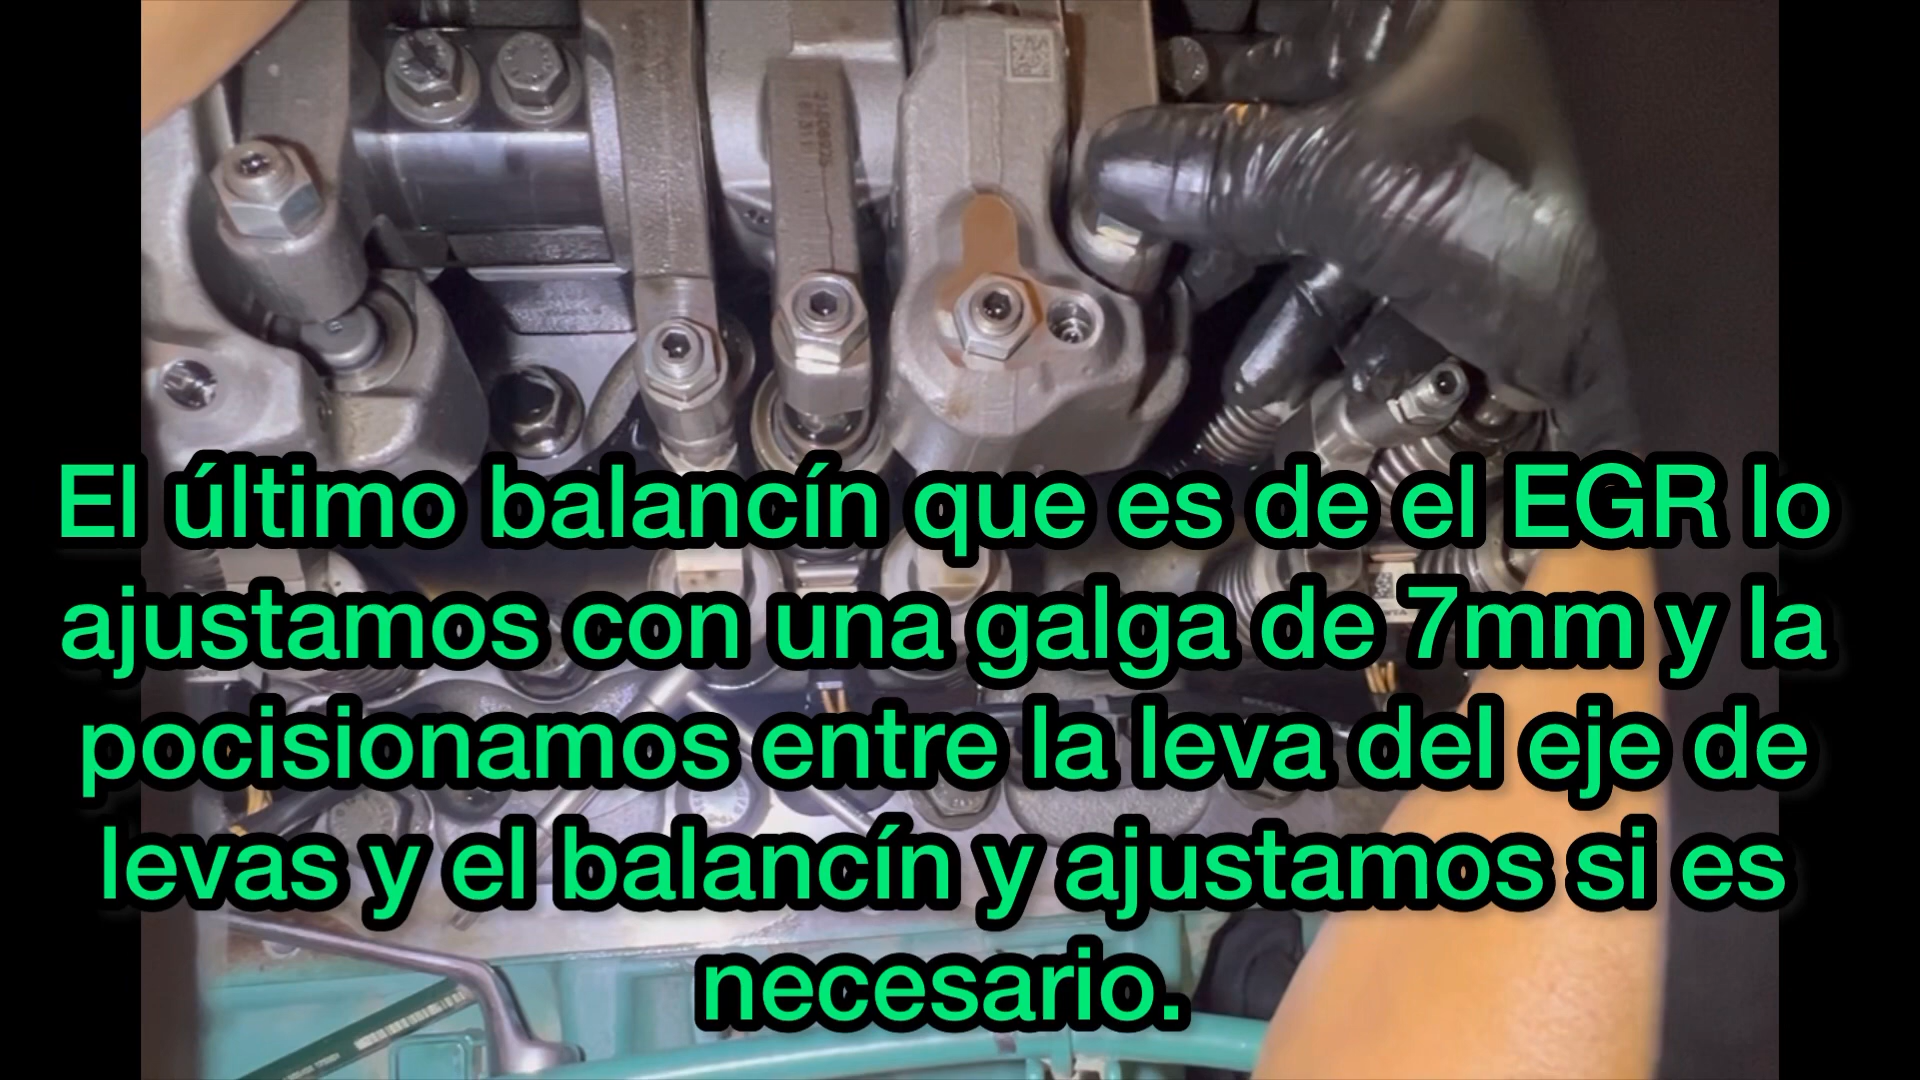 El último balancín que es de el EGR lo
ajustamos con una galga de 7mm y la
pocisionamos entre la leva del eje de
levas y el balancín y ajustamos si es
necesario.